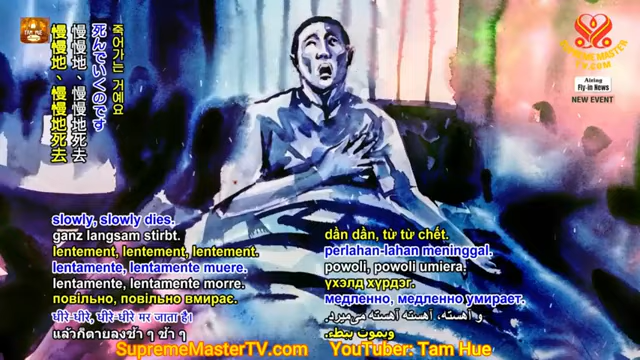 SUPREME MASTER
TV.COM
Airing
Fly-in News
NEW EVENT
죽어가는 거예요
死んでいくのです
慢慢地、慢慢地死去
慢慢地、慢慢地死去
slowly, slowly dies.
ganz langsam stirbt.
lentement, lentement, lentement.
lentamente, lentamente muere.
lentamente, lentamente morre.
повільно, повільно вмирає.
धीरे-धीरे, धीरे-धीरे मर जाता है।
แล้วก็ตายลงช้า ๆ ช้า ๆ
dần dần, từ từ chết.
perlahan-lahan meninggal.
powoli, powoli umiera.
үхэлд хүрдэг.
медленно, медленно умирает.
و آهسته، آهسته آهسته می‌میرد.
ويموت ببطء.
SupremeMasterTV.com
YouTuber: Tam Hue